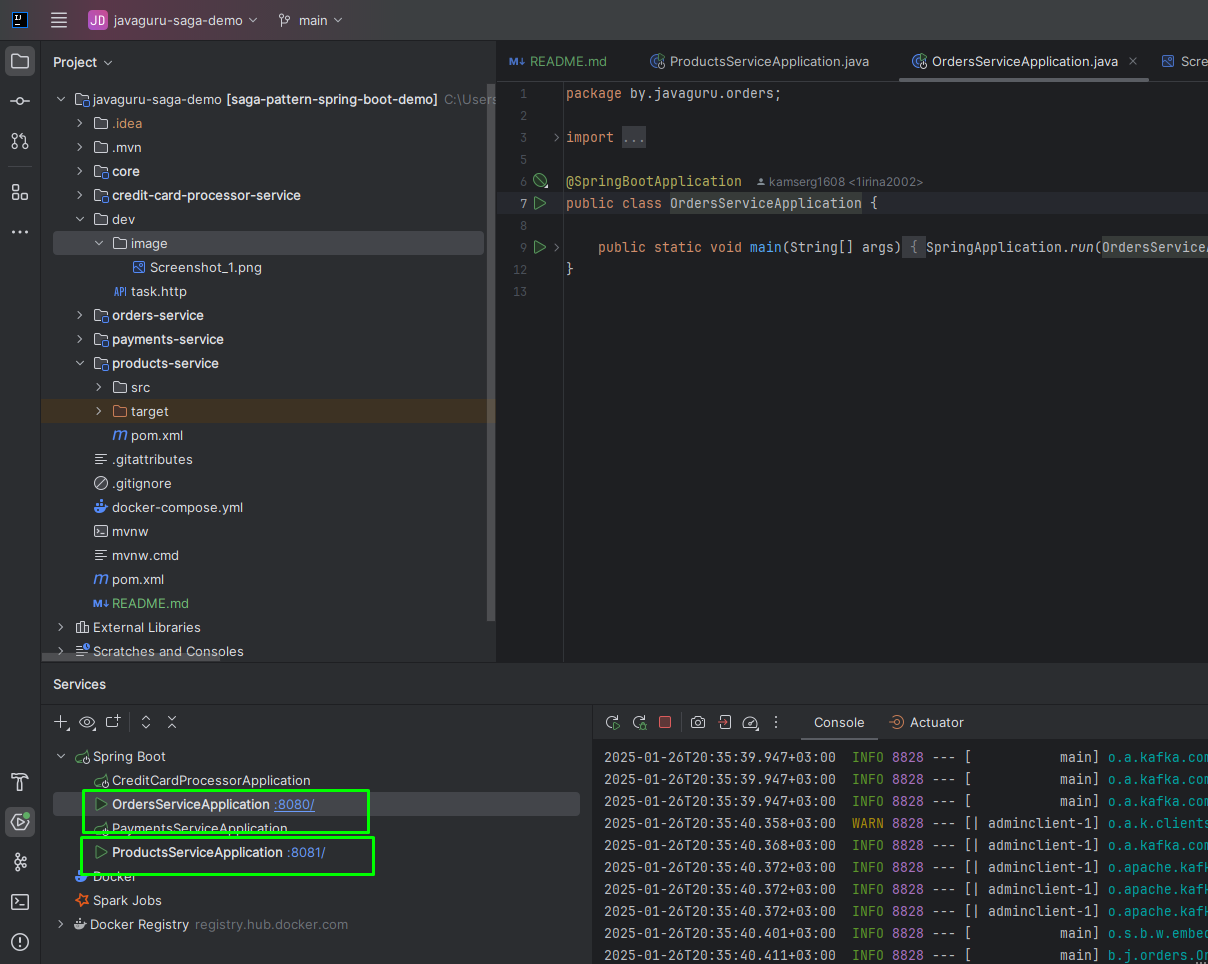 JD javaguru-saga-demo main
Project
README.md ProductsServiceApplication.java OrdersServiceApplication.java Scre
javaguru-saga-demo [saga-pattern-spring-boot-demo] C:\Users
.idea
.mvn
core
credit-card-processor-service
dev
image
Screenshot_1.png
API task.http
orders-service
payments-service
products-service
src
target
m pom.xml
.gitattributes
.gitignore
docker-compose.yml
mvnw
mvnw.cmd
m pom.xml
M↓ README.md
External Libraries
Scratches and Consoles
1 package by.javaguru.orders;
2
3 import ...
5
6 @SpringBootApplication kamserg1608 <1irina2002>
7 public class OrdersServiceApplication {
8
9 public static void main(String[] args) { SpringApplication.run(OrdersService
12 }
13
Services
Spring Boot
CreditCardProcessorApplication
OrdersServiceApplication :8080/
PaymentsServiceApplication
ProductsServiceApplication :8081/
Docker
Spark Jobs
Docker Registry registry.hub.docker.com
Console Actuator
2025-01-26T20:35:39.947+03:00 INFO 8828 --- [ main] o.a.kafka.com
2025-01-26T20:35:39.947+03:00 INFO 8828 --- [ main] o.a.kafka.com
2025-01-26T20:35:39.947+03:00 INFO 8828 --- [ main] o.a.kafka.com
2025-01-26T20:35:40.358+03:00 WARN 8828 --- [| adminclient-1] o.a.k.clients
2025-01-26T20:35:40.368+03:00 INFO 8828 --- [| adminclient-1] o.a.kafka.com
2025-01-26T20:35:40.372+03:00 INFO 8828 --- [| adminclient-1] o.apache.kafk
2025-01-26T20:35:40.372+03:00 INFO 8828 --- [| adminclient-1] o.apache.kafk
2025-01-26T20:35:40.372+03:00 INFO 8828 --- [| adminclient-1] o.apache.kafk
2025-01-26T20:35:40.401+03:00 INFO 8828 --- [ main] o.s.b.w.embed
2025-01-26T20:35:40.411+03:00 INFO 8828 --- [ main] b.j.orders.Or